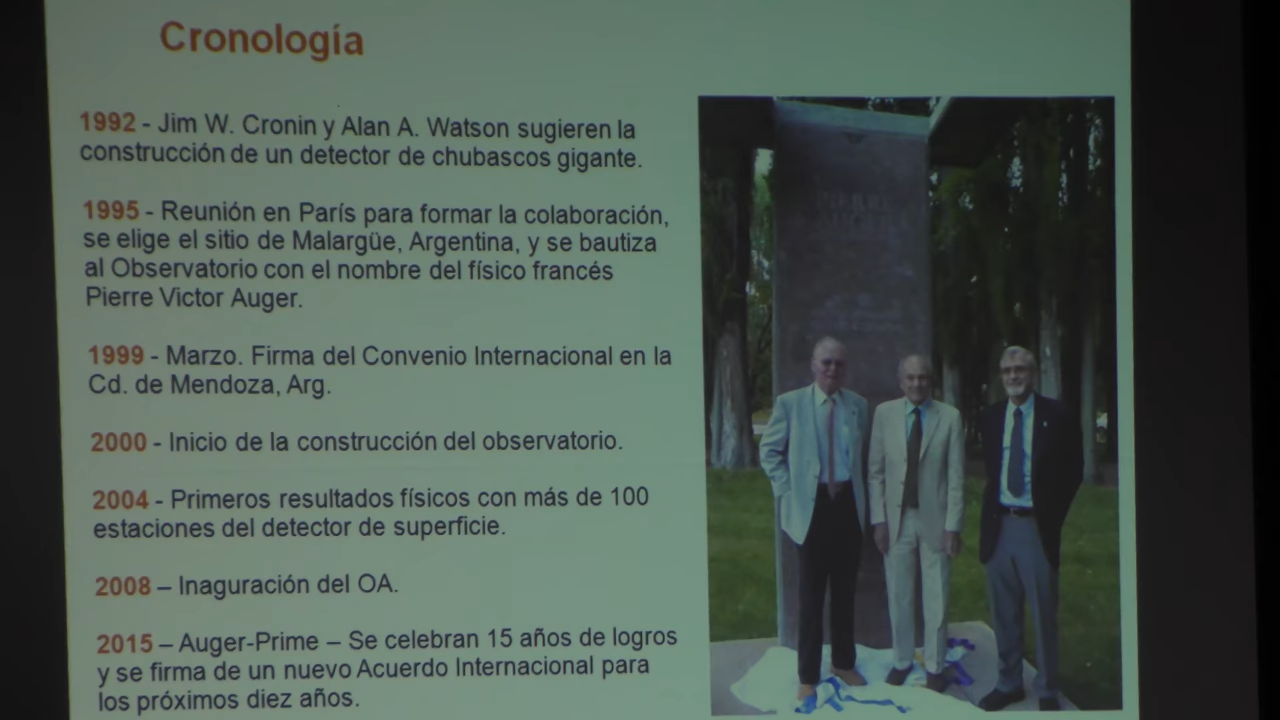 Cronología
1992 - Jim W. Cronin y Alan A. Watson sugieren la
construcción de un detector de chubascos gigante.
1995 - Reunión en París para formar la colaboración,
se elige el sitio de Malargüe, Argentina, y se bautiza
al Observatorio con el nombre del físico francés
Pierre Victor Auger.
1999 - Marzo. Firma del Convenio Internacional en la
Cd. de Mendoza, Arg.
2000 - Inicio de la construcción del observatorio.
2004 - Primeros resultados físicos con más de 100
estaciones del detector de superficie.
2008 – Inaguración del OA.
2015 – Auger-Prime – Se celebran 15 años de logros
y se firma de un nuevo Acuerdo Internacional para
los próximos diez años.